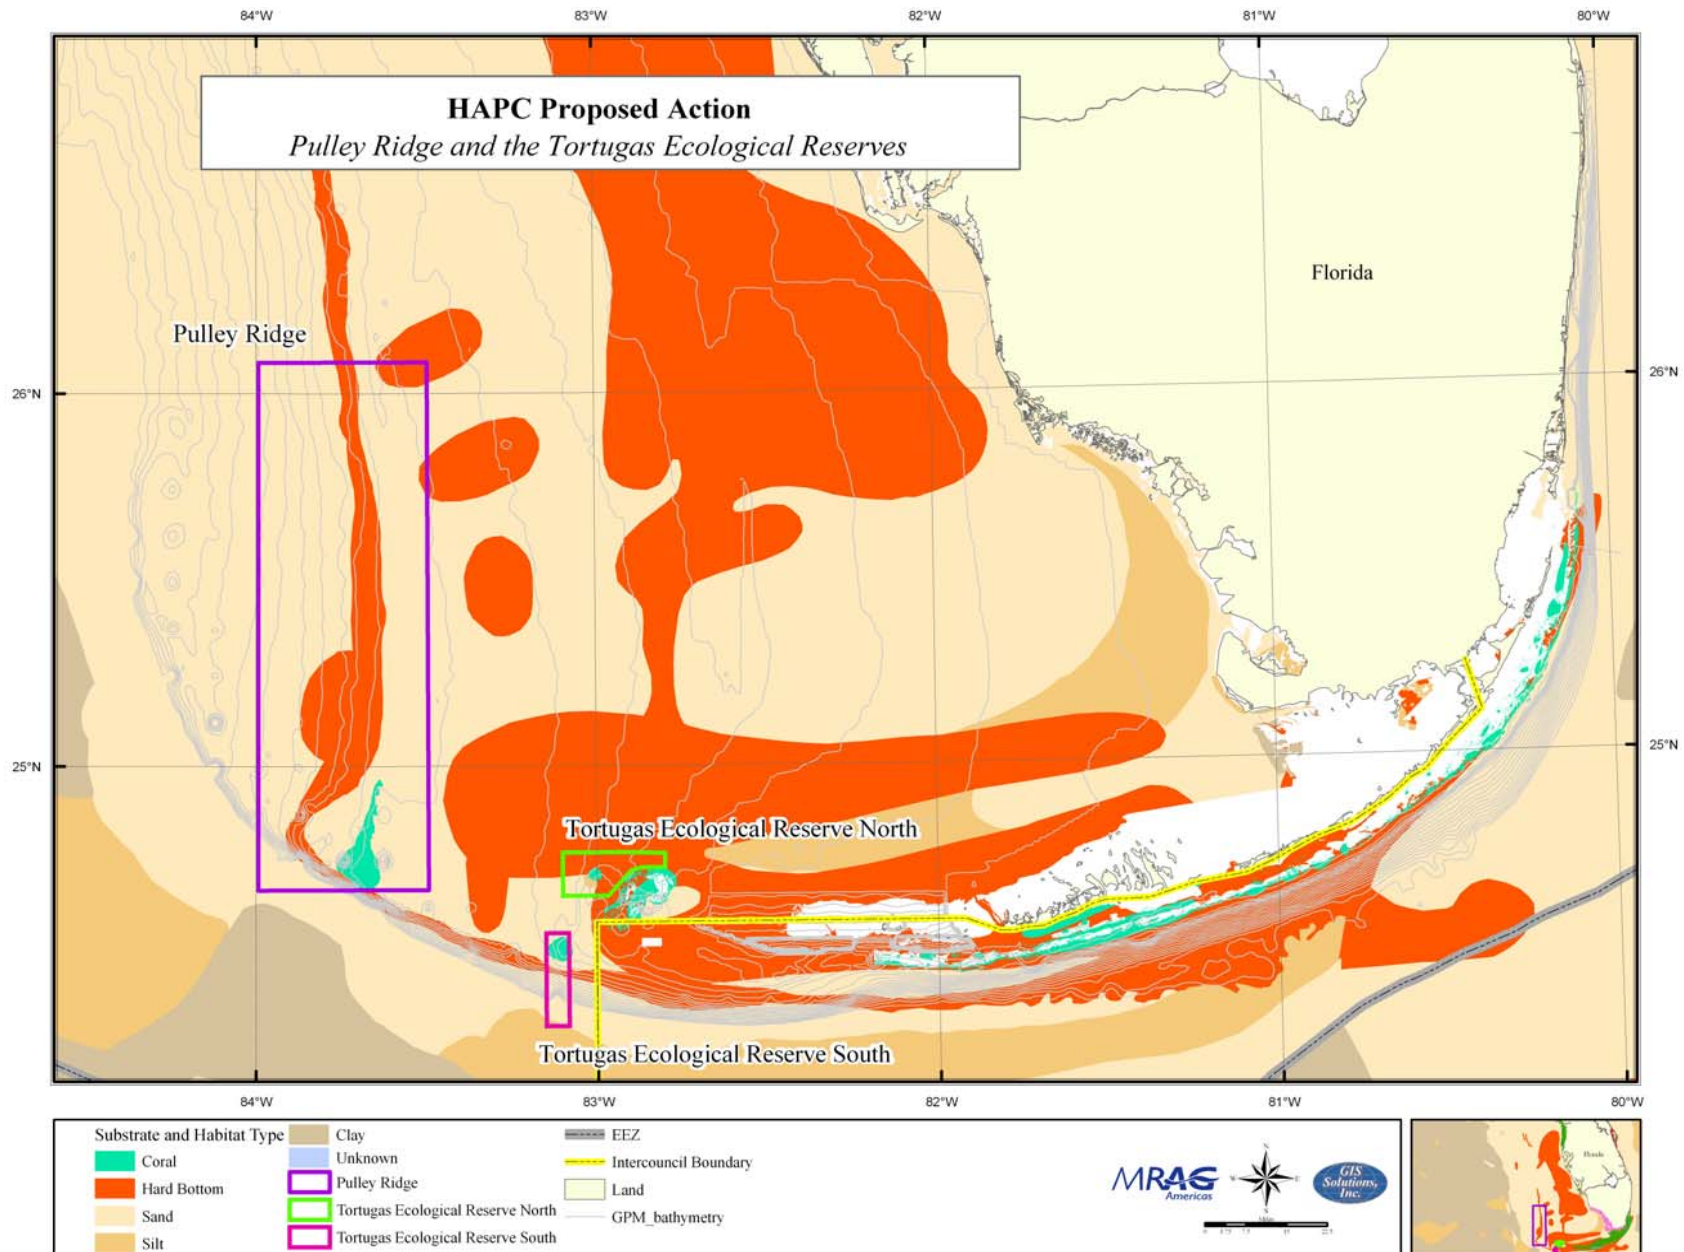 84°W 83°W 82°W 81°W 80°W
HAPC Proposed Action
Pulley Ridge and the Tortugas Ecological Reserves
Florida
Pulley Ridge
26°N 26°N
25°N 25°N
Tortugas Ecological Reserve North
Tortugas Ecological Reserve South
84°W 83°W 82°W 81°W 80°W
Substrate and Habitat Type
Coral
Hard Bottom
Sand
Silt
Clay
Unknown
Pulley Ridge
Tortugas Ecological Reserve North
Tortugas Ecological Reserve South
EEZ
Intercouncil Boundary
Land
GPM_bathymetry
MRAG
Americas
N
W E
S
GIS
Solutions,
Inc.
Florida